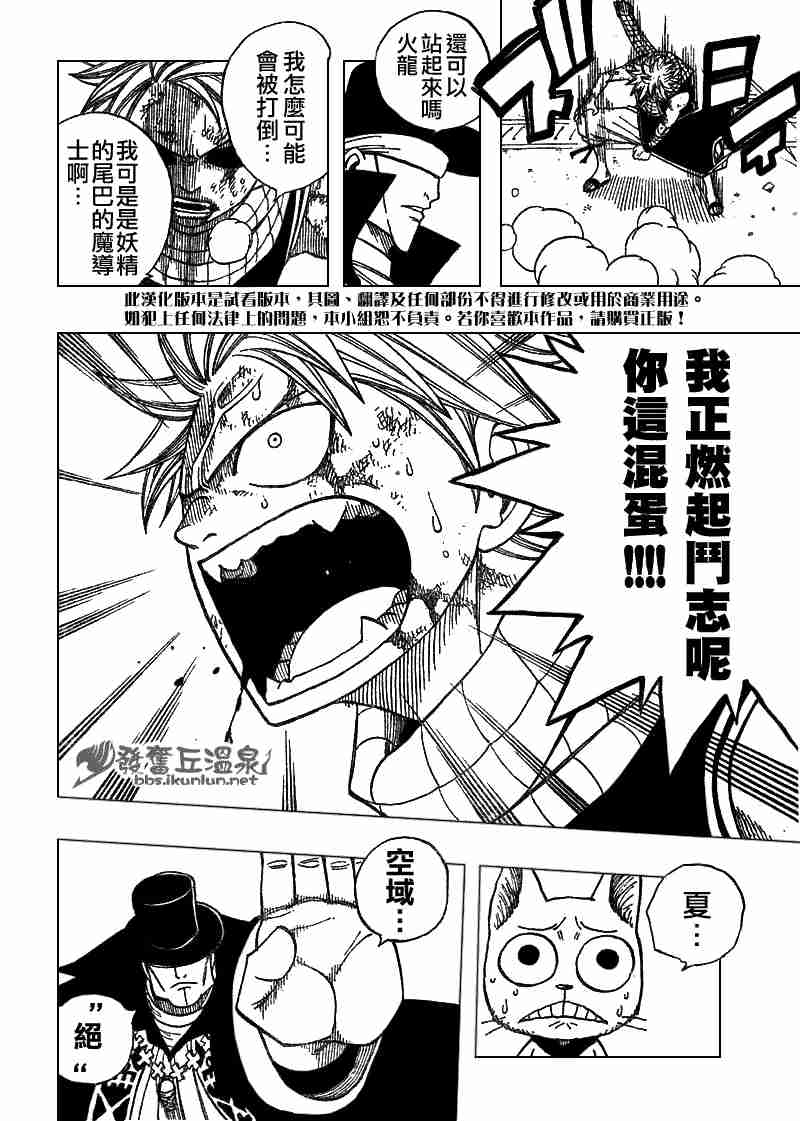 還可以
站起來嗎
火龍
我怎麼可能
會被打倒…
我可是是妖精
的尾巴的魔導
士啊…
此漢化版本是試看版本，其圖、翻譯及任何部份不得進行修改或用於商業用途。
如犯上任何法律上的問題，本小組恕不負責。若你喜歡本作品，請購買正版！
我正燃起鬥志呢
你這混蛋!!!!
發奮丘溫泉
bbs.ikunlun.net
夏…
空域…
〞絕〝